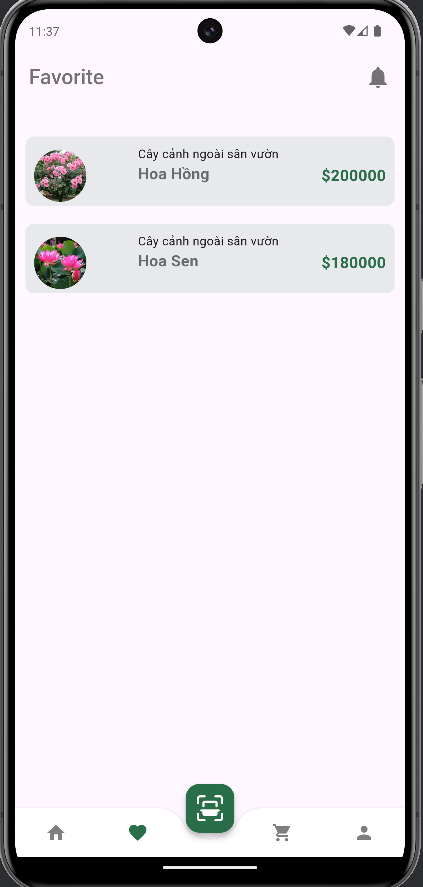 11:37
Favorite
Cây cảnh ngoài sân vườn
Hoa Hồng
$200000
Cây cảnh ngoài sân vườn
Hoa Sen
$180000